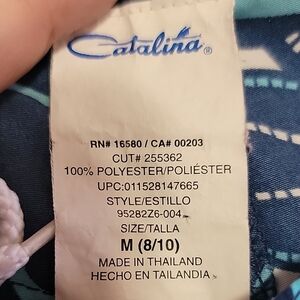 Catalina®
RN# 16580 / CA# 00203
CUT# 255362
100% POLYESTER/POLIÉSTER
UPC:011528147665
STYLE/ESTILLO
95282Z6-004
SIZE/TALLA
M (8/10)
MADE IN THAILAND
HECHO EN TAILANDIA